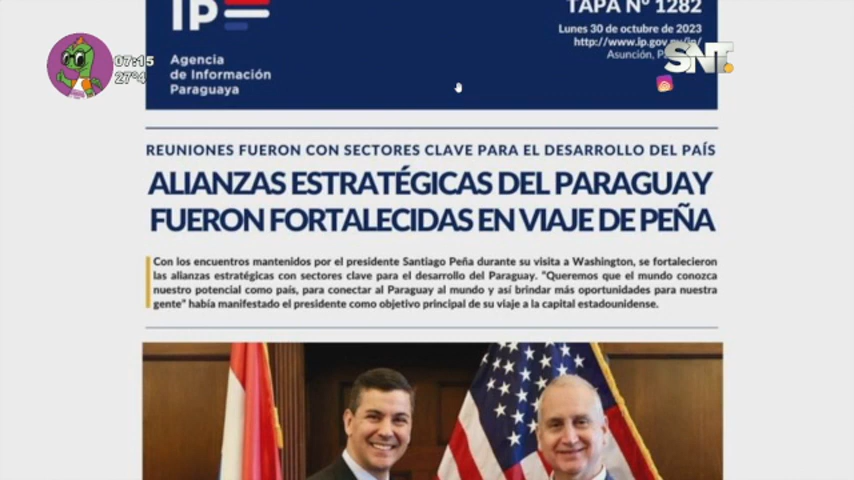 IP
TAPA N° 1282
Lunes 30 de octubre de 2023
http://www.ip.gov.py/ip/
Asunción,
Agencia
de Información
Paraguaya
07:15
27°4
SNT.
REUNIONES FUERON CON SECTORES CLAVE PARA EL DESARROLLO DEL PAÍS
ALIANZAS ESTRATÉGICAS DEL PARAGUAY
FUERON FORTALECIDAS EN VIAJE DE PEÑA
Con los encuentros mantenidos por el presidente Santiago Peña durante su visita a Washington, se fortalecieron
las alianzas estratégicas con sectores clave para el desarrollo del Paraguay. “Queremos que el mundo conozca
nuestro potencial como país, para conectar al Paraguay al mundo y así brindar más oportunidades para nuestra
gente” había manifestado el presidente como objetivo principal de su viaje a la capital estadounidense.